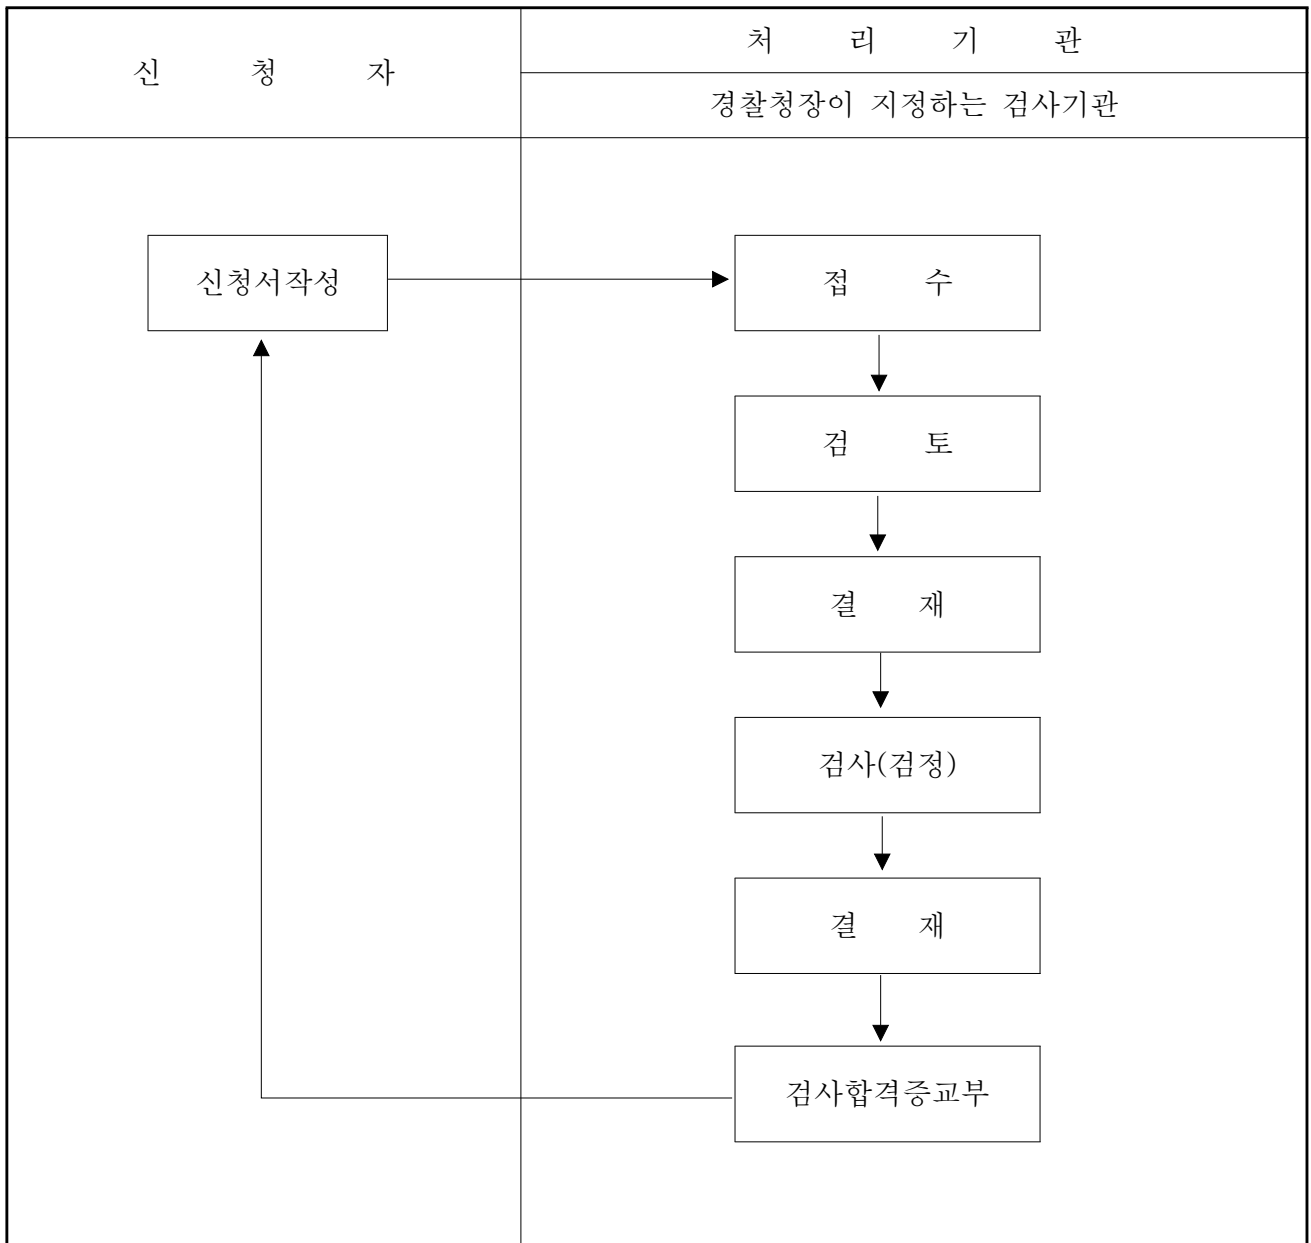 신 청 자
처 리 기 관
경찰청장이 지정하는 검사기관
신청서작성
접 수
검 토
결 재
검사(검정)
결 재
검사합격증교부